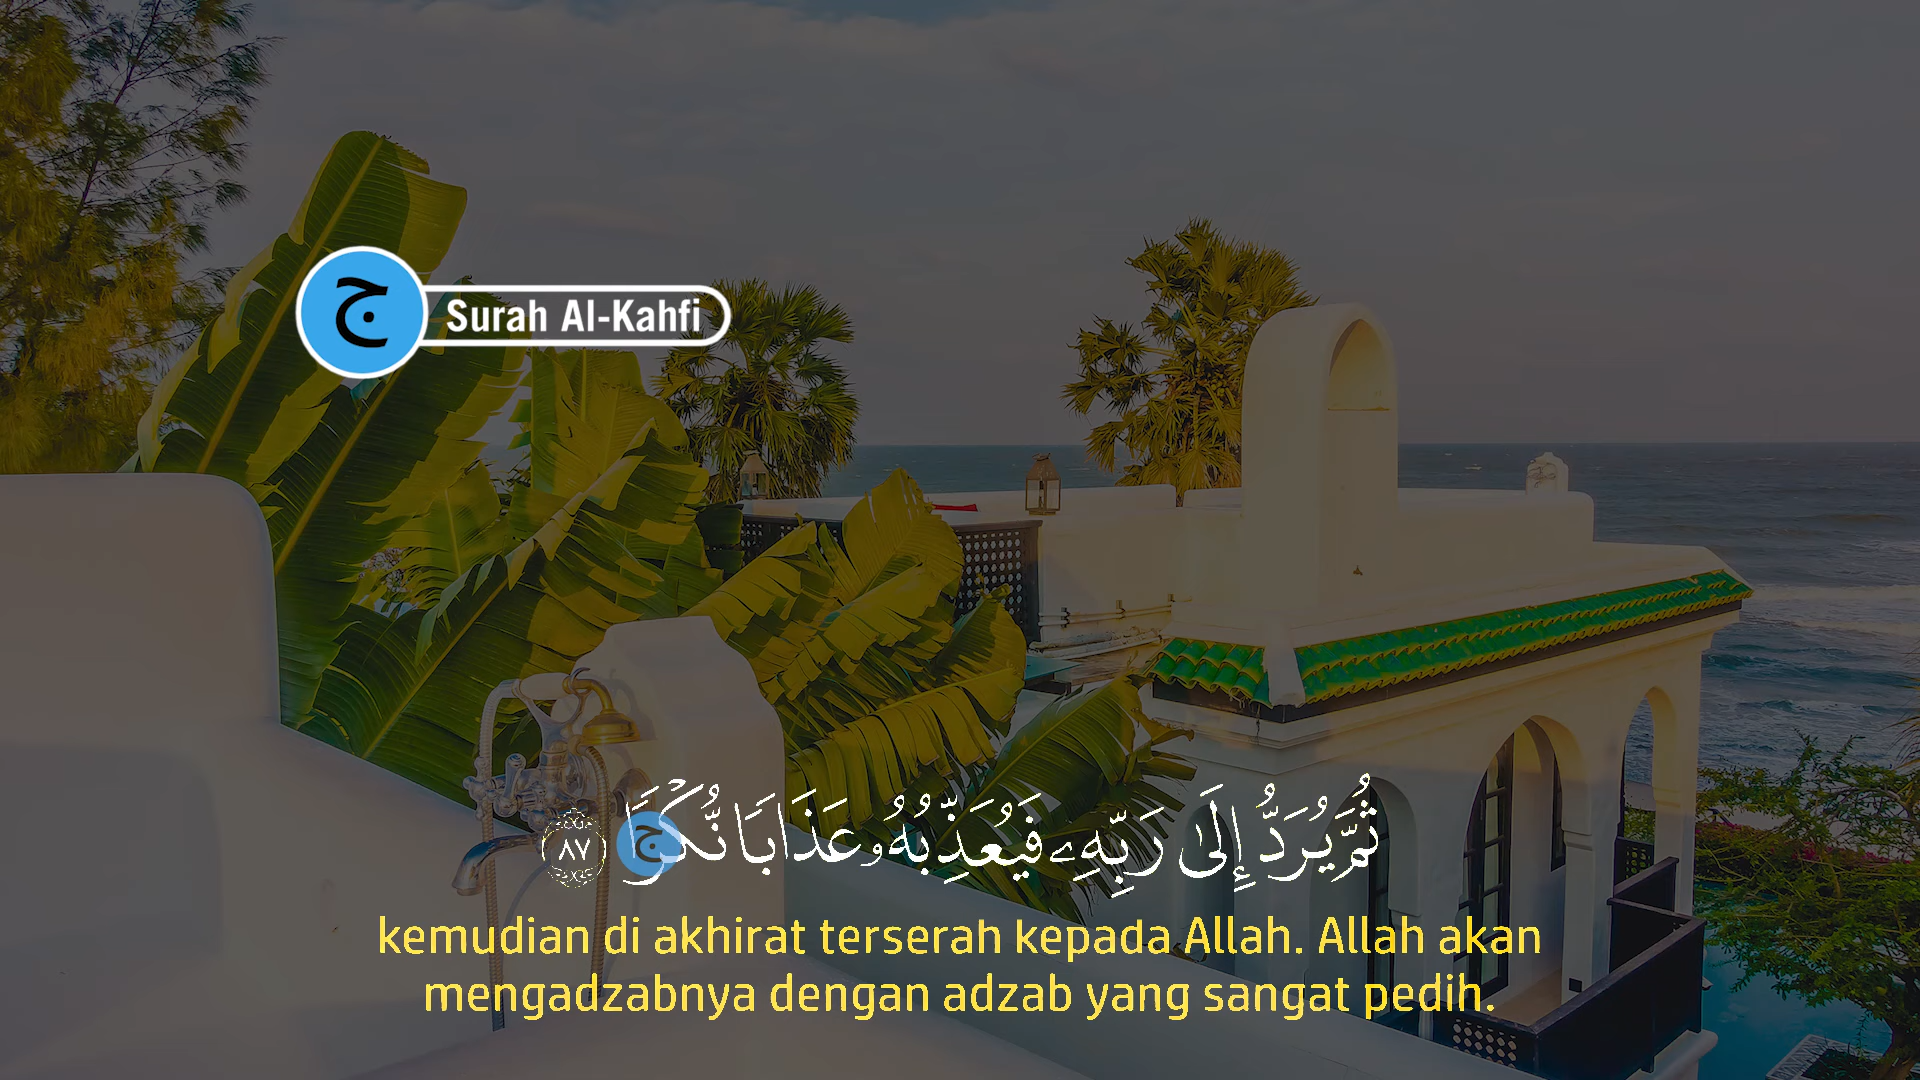 ج
Surah Al-Kahfi
ثُمَّ يُرَدُّ إِلَىٰ رَبِّهِۦ فَيُعَذِّبُهُۥ عَذَابًا نُّكْرًا ٨٧
ج
kemudian di akhirat terserah kepada Allah. Allah akan
mengadzabnya dengan adzab yang sangat pedih.